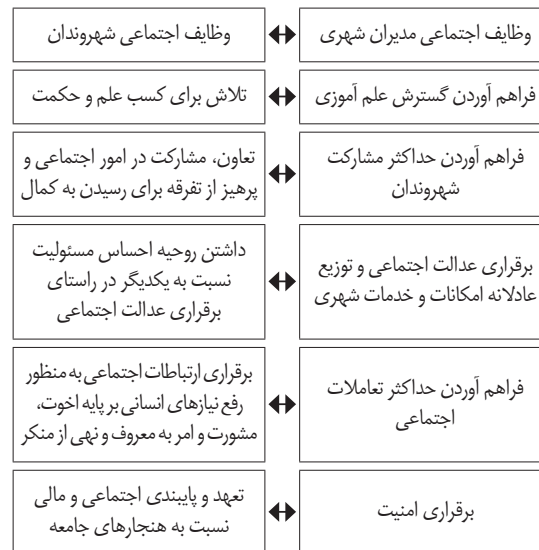 وظایف اجتماعی مدیران شهری
وظایف اجتماعی شهروندان
فراهم آوردن گسترش علم آموزی
تلاش برای کسب علم و حکمت
فراهم آوردن حداکثر مشارکت
شهروندان
تعاون، مشارکت در امور اجتماعی و
پرهیز از تفرقه برای رسیدن به کمال
برقراری عدالت اجتماعی و توزیع
عادلانه امکانات و خدمات شهری
داشتن روحیه احساس مسئولیت
نسبت به یکدیگر در راستای
برقراری عدالت اجتماعی
فراهم آوردن حداکثر تعاملات
اجتماعی
برقراری ارتباطات اجتماعی به منظور
رفع نیازهای انسانی بر پایه اخوت،
مشورت و امر به معروف و نهی از منکر
برقراری امنیت
تعهد و پایبندی اجتماعی و مالی
نسبت به هنجارهای جامعه